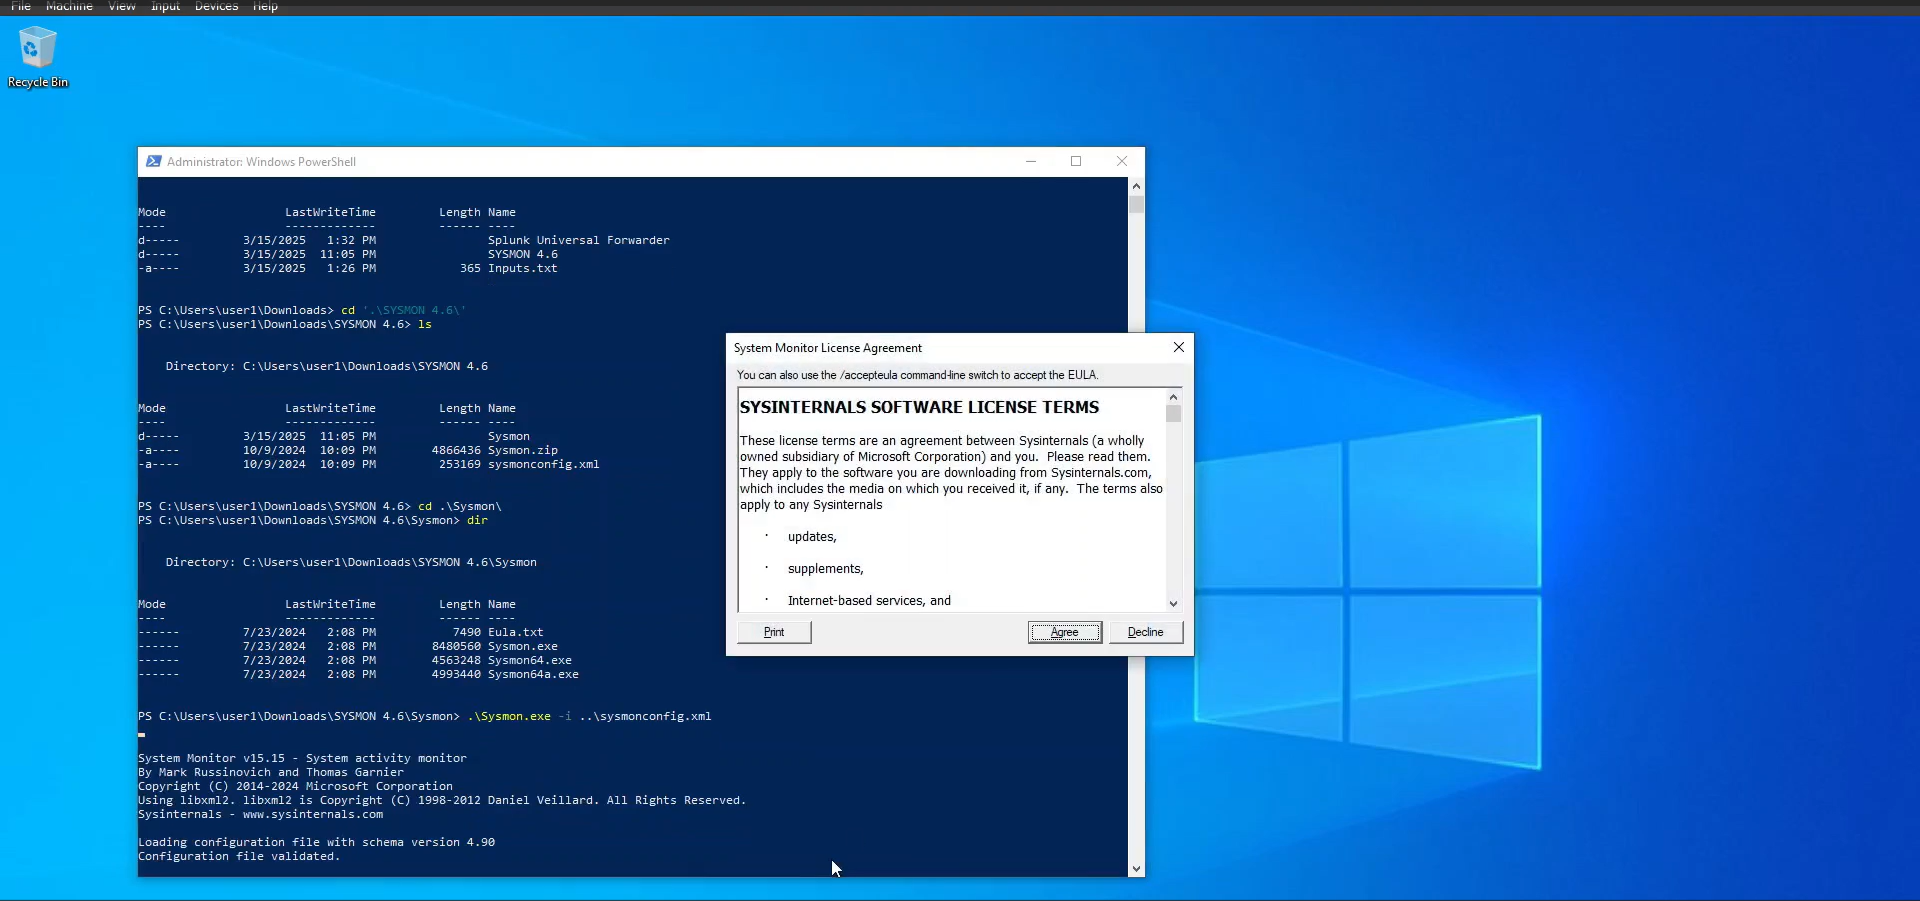 File Machine View Input Devices Help
Recycle Bin
Administrator: Windows PowerShell
Mode LastWriteTime Length Name
---- ------------- ------ ----
d----- 3/15/2025 1:32 PM Splunk Universal Forwarder
d----- 3/15/2025 11:05 PM SYSMON 4.6
-a---- 3/15/2025 1:26 PM 365 Inputs.txt
PS C:\Users\user1\Downloads> cd '.\SYSMON 4.6\'
PS C:\Users\user1\Downloads\SYSMON 4.6> ls
Directory: C:\Users\user1\Downloads\SYSMON 4.6
Mode LastWriteTime Length Name
---- ------------- ------ ----
d----- 3/15/2025 11:05 PM Sysmon
-a---- 10/9/2024 10:09 PM 4866436 Sysmon.zip
-a---- 10/9/2024 10:09 PM 253169 sysmonconfig.xml
PS C:\Users\user1\Downloads\SYSMON 4.6> cd .\Sysmon\
PS C:\Users\user1\Downloads\SYSMON 4.6\Sysmon> dir
Directory: C:\Users\user1\Downloads\SYSMON 4.6\Sysmon
Mode LastWriteTime Length Name
---- ------------- ------ ----
------ 7/23/2024 2:08 PM 7490 Eula.txt
------ 7/23/2024 2:08 PM 8480560 Sysmon.exe
------ 7/23/2024 2:08 PM 4563248 Sysmon64.exe
------ 7/23/2024 2:08 PM 4993440 Sysmon64a.exe
PS C:\Users\user1\Downloads\SYSMON 4.6\Sysmon> .\Sysmon.exe -i ..\sysmonconfig.xml
System Monitor v15.15 - System activity monitor
By Mark Russinovich and Thomas Garnier
Copyright (C) 2014-2024 Microsoft Corporation
Using libxml2. libxml2 is Copyright (C) 1998-2012 Daniel Veillard. All Rights Reserved.
Sysinternals - www.sysinternals.com
Loading configuration file with schema version 4.90
Configuration file validated.
System Monitor License Agreement
You can also use the /accepteula command-line switch to accept the EULA.
SYSINTERNALS SOFTWARE LICENSE TERMS
These license terms are an agreement between Sysinternals (a wholly
owned subsidiary of Microsoft Corporation) and you. Please read them.
They apply to the software you are downloading from Sysinternals.com,
which includes the media on which you received it, if any. The terms also
apply to any Sysinternals
· updates,
· supplements,
· Internet-based services, and
Print Agree Decline